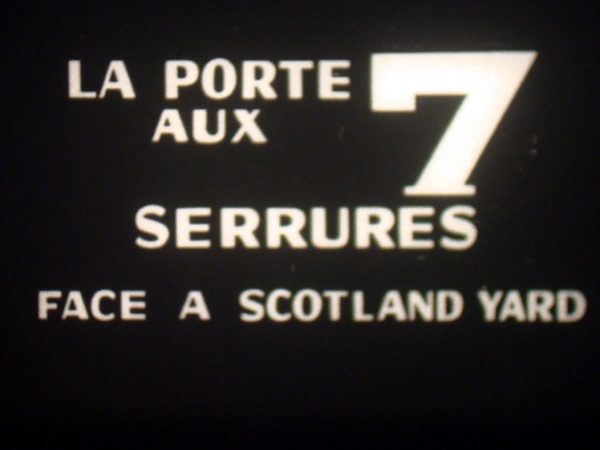 LA PORTE
AUX 7
SERRURES
FACE A SCOTLAND YARD